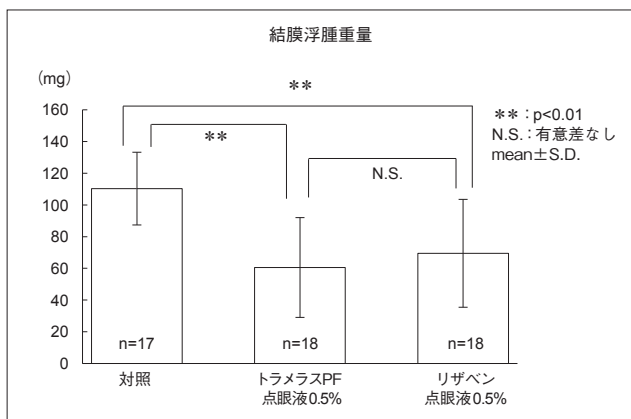 結膜浮腫重量
(mg)
160
140
120
100
80
60
40
20
0
**
**
N.S.
**:p<0.01
N.S.:有意差なし
mean±S.D.
n=17
n=18
n=18
対照
トラメラスPF
点眼液0.5%
リザベン
点眼液0.5%